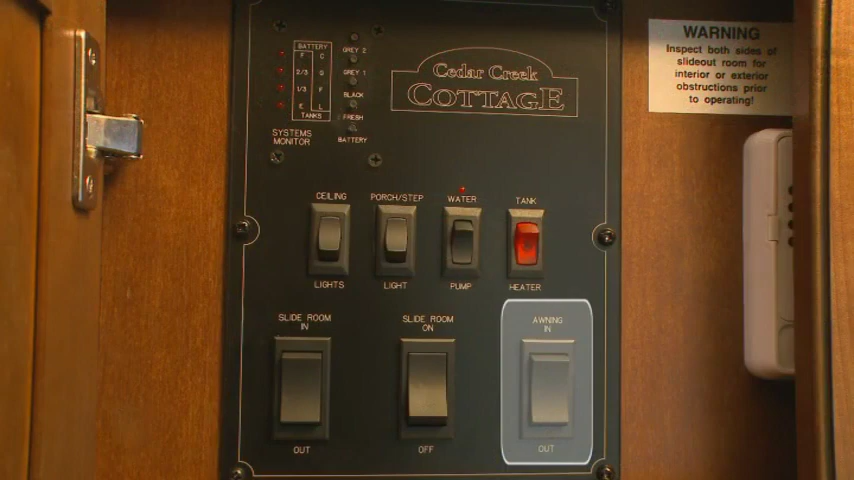 BATTERY
F C
2/3 G
1/3 F
E L
TANKS
SYSTEMS
MONITOR
GREY 2
GREY 1
BLACK
FRESH
BATTERY
Cedar Creek
COTTAGE
WARNING
Inspect both sides of
slideout room for
interior or exterior
obstructions prior
to operating!
CEILING
LIGHTS
PORCH/STEP
LIGHT
WATER
PUMP
TANK
HEATER
SLIDE ROOM
IN
OUT
SLIDE ROOM
ON
OFF
AWNING
IN
OUT